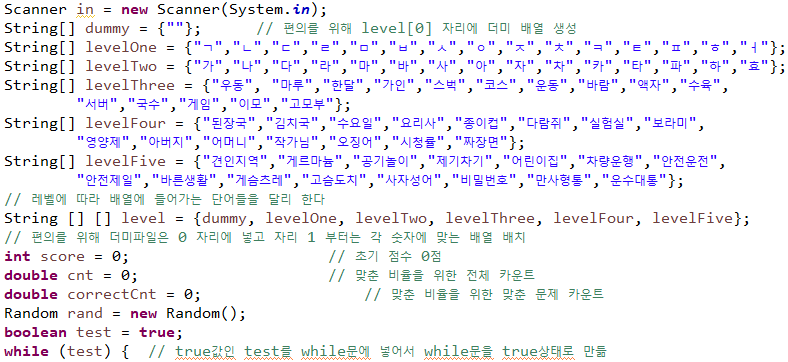 Scanner in = new Scanner(System.in);
String[] dummy = {""};      // 편의를 위해 level[0] 자리에 더미 배열 생성
String[] levelOne = {"ㄱ","ㄴ","ㄷ","ㄹ","ㅁ","ㅂ","ㅅ","ㅇ","ㅈ","ㅊ","ㅋ","ㅌ","ㅍ","ㅎ","ㅓ"};
String[] levelTwo = {"가","나","다","라","마","바","사","아","자","차","카","타","파","하","효"};
String[] levelThree = {"우동", "마루","한달","가인","스벅","코스","운동","바람","액자","수육",
"서버","국수","게임","이모","고모부"};
String[] levelFour = {"된장국","김치국","수요일","요리사","종이컵","다람쥐","실험실","보라미",
"영양제","아버지","어머니","작가님","오징어","시청률","짜장면"};
String[] levelFive = {"견인지역","게르마늄","공기놀이","제기차기","어린이집","차량운행","안전운전",
"안전제일","바른생활","게슴츠레","고슴도치","사자성어","비밀번호","만사형통","운수대통"};
// 레벨에 따라 배열에 들어가는 단어들을 달리 한다
String [] [] level = {dummy, levelOne, levelTwo, levelThree, levelFour, levelFive};
// 편의를 위해 더미파일은 0 자리에 넣고 자리 1 부터는 각 숫자에 맞는 배열 배치
int score = 0;                    // 초기 점수 0점
double cnt = 0;                   // 맞춘 비율을 위한 전체 카운트
double correctCnt = 0;                // 맞춘 비율을 위한 맞춘 문제 카운트
Random rand = new Random();
boolean test = true;
while (test) {  // true값인 test를 while문에 넣어서 while문을 true상태로 만듦